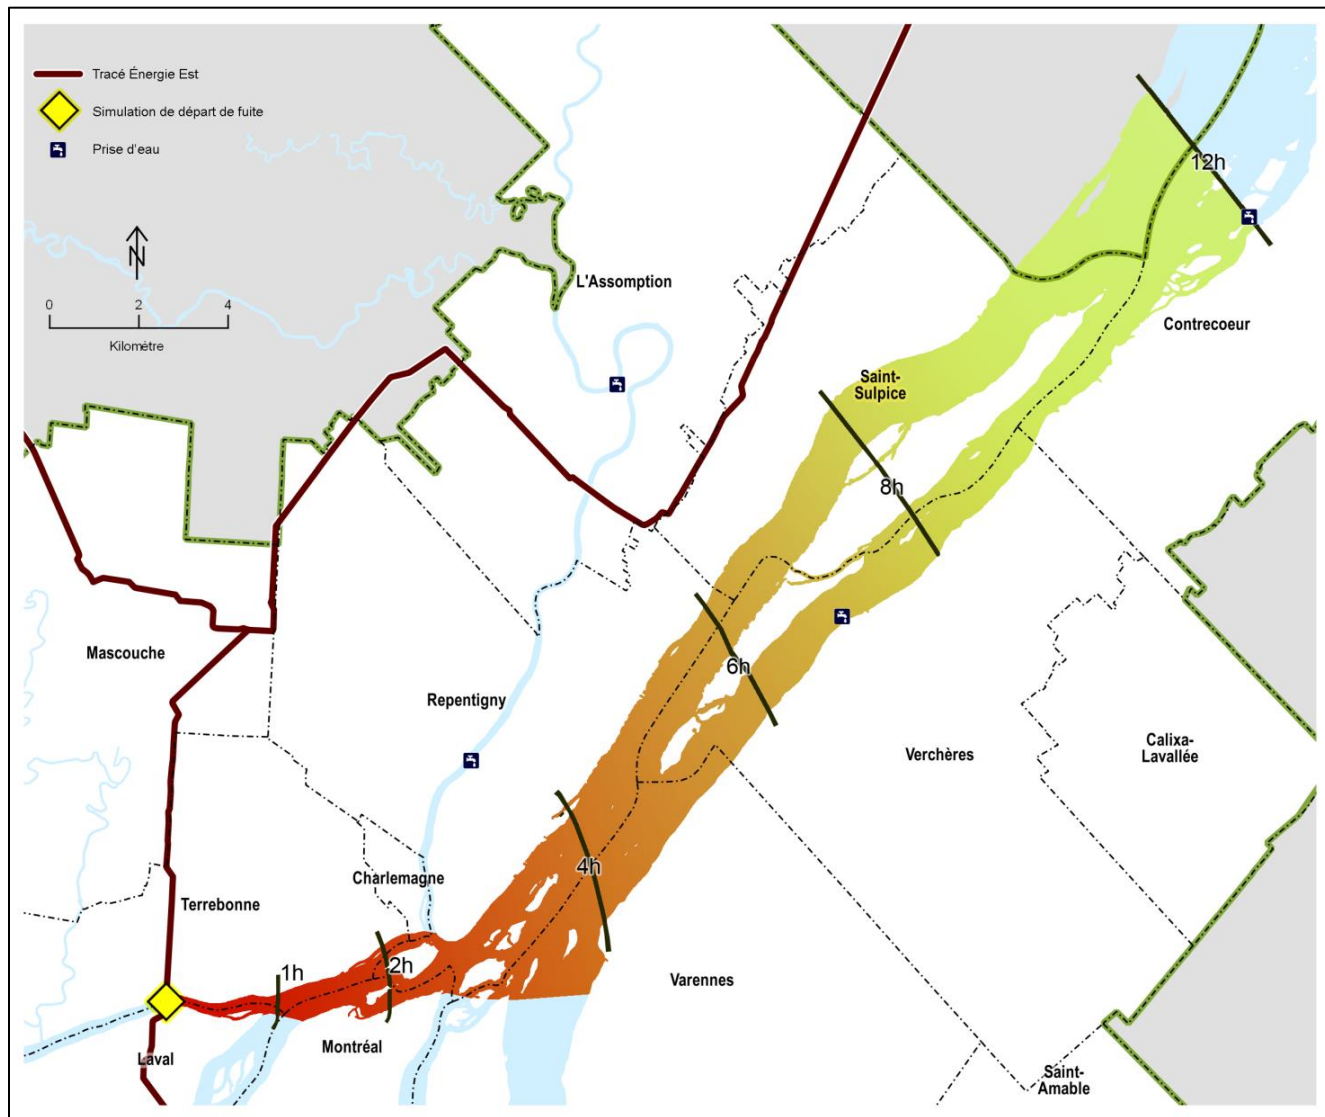 Tracé Énergie Est
Simulation de départ de fuite
Prise d'eau
N
0 2 4
Kilomètre
L'Assomption
12h
Contrecoeur
Saint-
Sulpice
8h
Mascouche
6h
Repentigny
Verchères
Calixa-
Lavallée
4h
Charlemagne
Terrebonne
1h
2h
Varennes
Laval
Montréal
Saint-
Amable